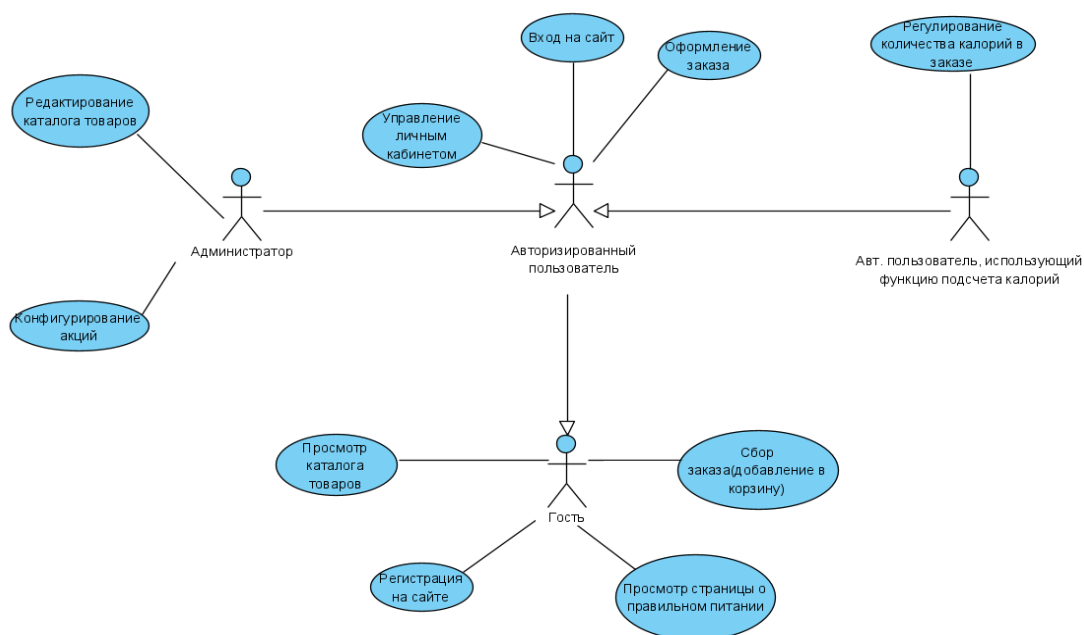 Вход на сайт
Оформление
заказа
Регулирование
количества калорий в
заказе
Редактирование
каталога товаров
Управление
личным
кабинетом
Администратор
Авторизированный
пользователь
Авт. пользователь, использующий
функцию подсчета калорий
Конфигурирование
акций
Просмотр
каталога
товаров
Сбор
заказа(добавление в
корзину)
Гость
Регистрация
на сайте
Просмотр страницы о
правильном питании